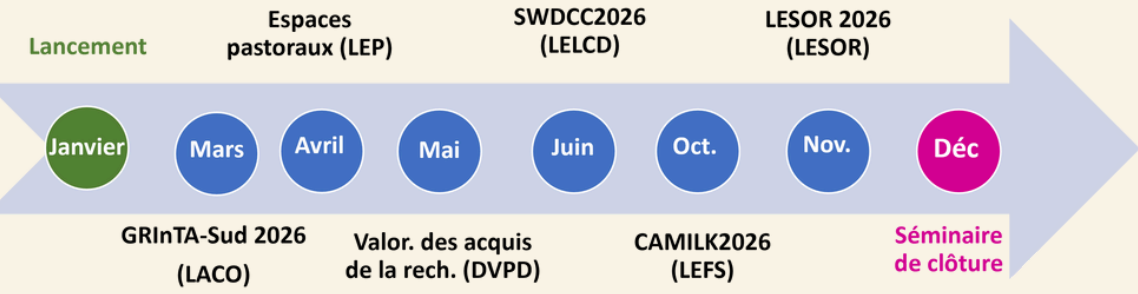 Lancement
Espaces
pastoraux (LEP)
SWDCC2026
(LELCD)
LESOR 2026
(LESOR)
Janvier
Mars
Avril
Mai
Juin
Oct.
Nov.
Déc
GRInTA-Sud 2026
(LACO)
Valor. des acquis
de la rech. (DVPD)
CAMILK2026
(LEFS)
Séminaire
de clôture